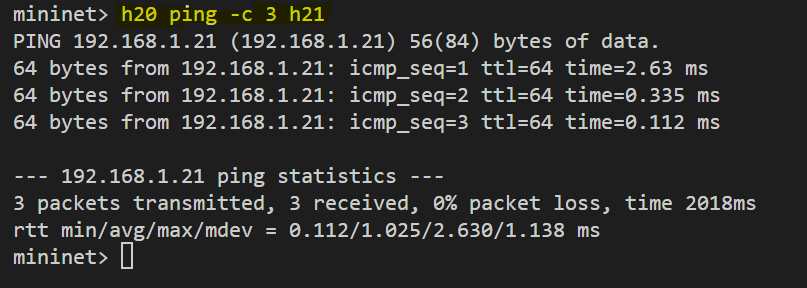 mininet> h20 ping -c 3 h21
PING 192.168.1.21 (192.168.1.21) 56(84) bytes of data.
64 bytes from 192.168.1.21: icmp_seq=1 ttl=64 time=2.63 ms
64 bytes from 192.168.1.21: icmp_seq=2 ttl=64 time=0.335 ms
64 bytes from 192.168.1.21: icmp_seq=3 ttl=64 time=0.112 ms

--- 192.168.1.21 ping statistics ---
3 packets transmitted, 3 received, 0% packet loss, time 2018ms
rtt min/avg/max/mdev = 0.112/1.025/2.630/1.138 ms
mininet>